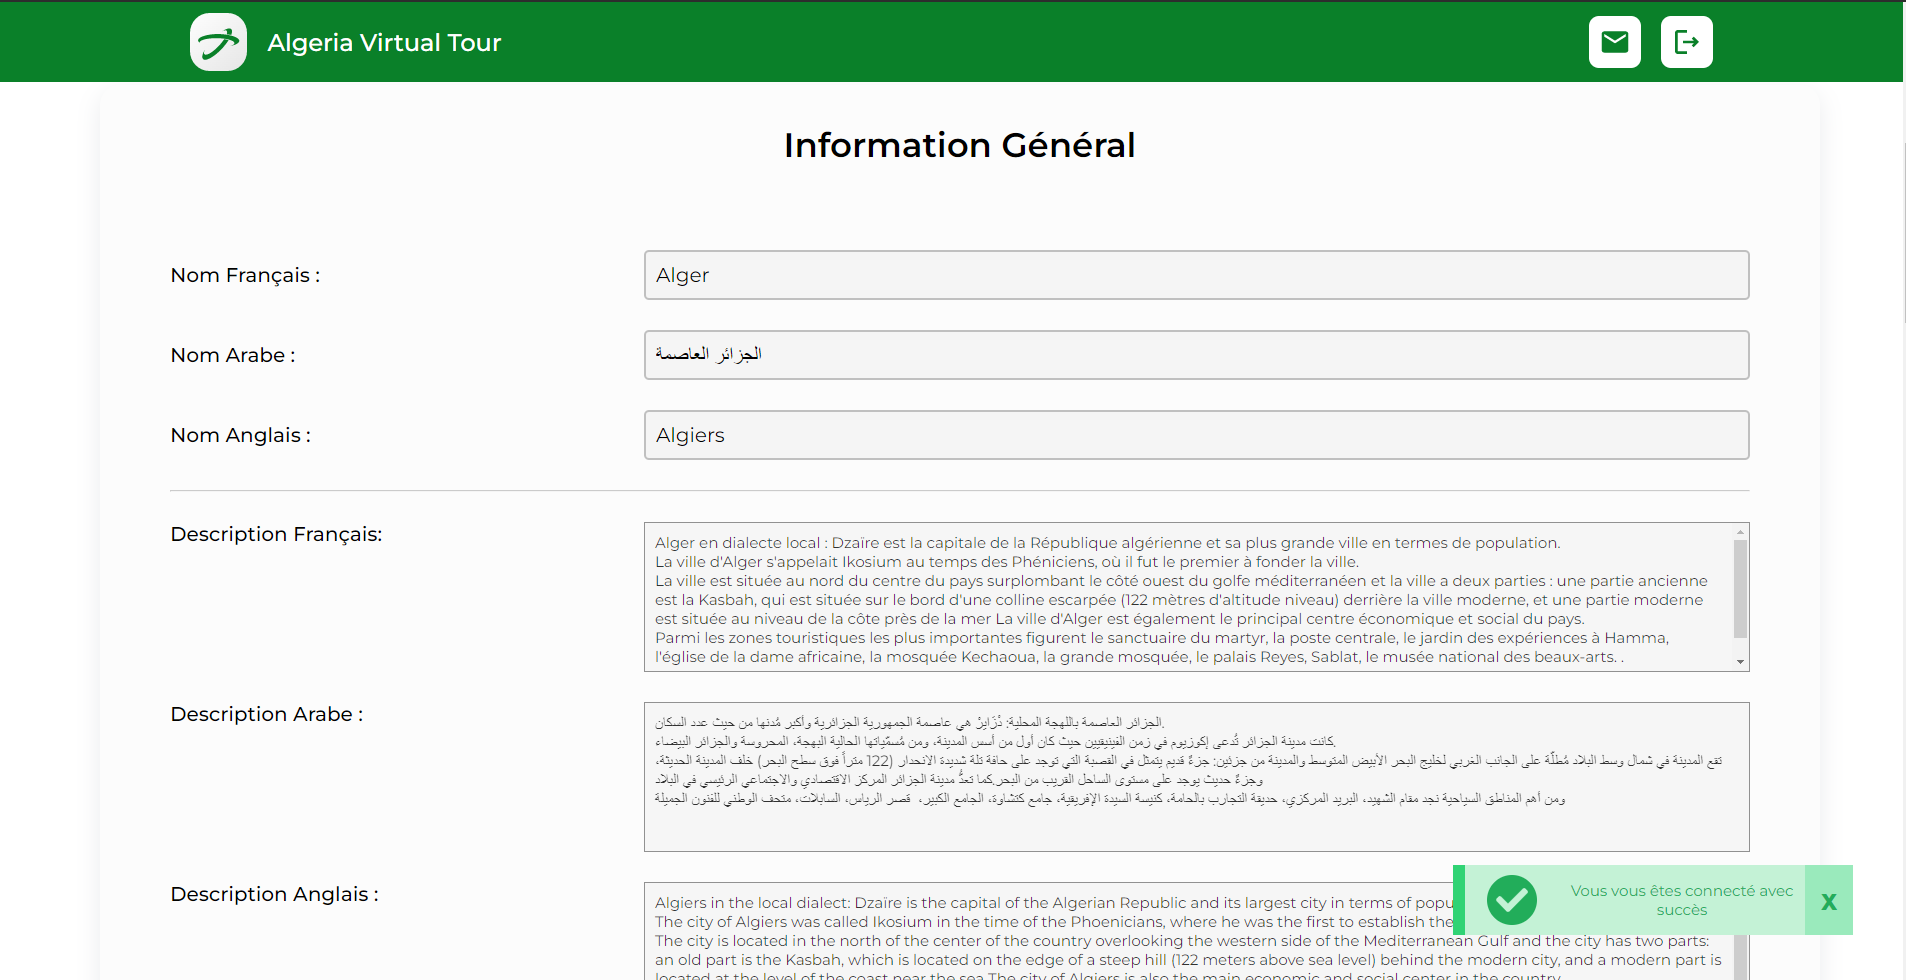 Algeria Virtual Tour
Information Général
Nom Français :
Alger
Nom Arabe :
الجزائر العاصمة
Nom Anglais :
Algiers
Description Français:
Alger en dialecte local : Dzaïre est la capitale de la République algérienne et sa plus grande ville en termes de population.
La ville d'Alger s'appelait Ikosium au temps des Phéniciens, où il fut le premier à fonder la ville.
La ville est située au nord du centre du pays surplombant le côté ouest du golfe méditerranéen et la ville a deux parties : une partie ancienne
est la Kasbah, qui est située sur le bord d'une colline escarpée (122 mètres d'altitude niveau) derrière la ville moderne, et une partie moderne
est située au niveau de la côte près de la mer La ville d'Alger est également le principal centre économique et social du pays.
Parmi les zones touristiques les plus importantes figurent le sanctuaire du martyr, la poste centrale, le jardin des expériences à Hamma,
l'église de la dame africaine, la mosquée Kechaoua, la grande mosquée, le palais Reyes, Sablat, le musée national des beaux-arts. .
Description Arabe :
الجزائر العاصمة باللهجة المحلية: دْزَايرْ هي عاصمة الجمهورية الجزائرية وأكبر مُدنها من حيث عدد السكان.
كانت مدينة الجزائر تُدعى إكوزيوم في زمن الفينيقيين حيث كان أول من أسس المدينة، ومن مُسمّياتها الحالية البهجة، المحروسة والجزائر البيضاء.
تقع المدينة في شمال وسط البلاد مُطلّة على الجانب الغربي لخليج البحر الأبيض المتوسط والمدينة من جزئين: جزءٌ قديم يتمثل في القصبة التي توجد على حافة تلة شديدة الانحدار (122 متراً فوق سطح البحر) خلف المدينة الحديثة،
وجزءٌ حديث يوجد على مستوى الساحل القريب من البحر.كما تعدُّ مدينة الجزائر المركز الاقتصادي والاجتماعي الرئيسي في البلاد
ومن أهم المناطق السياحية نجد مقام الشهيد، البريد المركزي، حديقة التجارب بالحامة، كنيسة السيدة الإفريقية، جامع كتشاوة، الجامع الكبير، قصر الرياس، السابلات، متحف الوطني للفنون الجميلة
Description Anglais :
Algiers in the local dialect: Dzaïre is the capital of the Algerian Republic and its largest city in terms of
The city of Algiers was called Ikosium in the time of the Phoenicians, where he was the first to establish the
The city is located in the north of the center of the country overlooking the western side of the Mediterranean Gulf and the city has two parts:
an old part is the Kasbah, which is located on the edge of a steep hill (122 meters above sea level) behind the modern city, and a modern part is
located at the level of the coast near the sea The city of Algiers is also the main economic and social center in the country.
Vous vous êtes connecté avec
succès
X